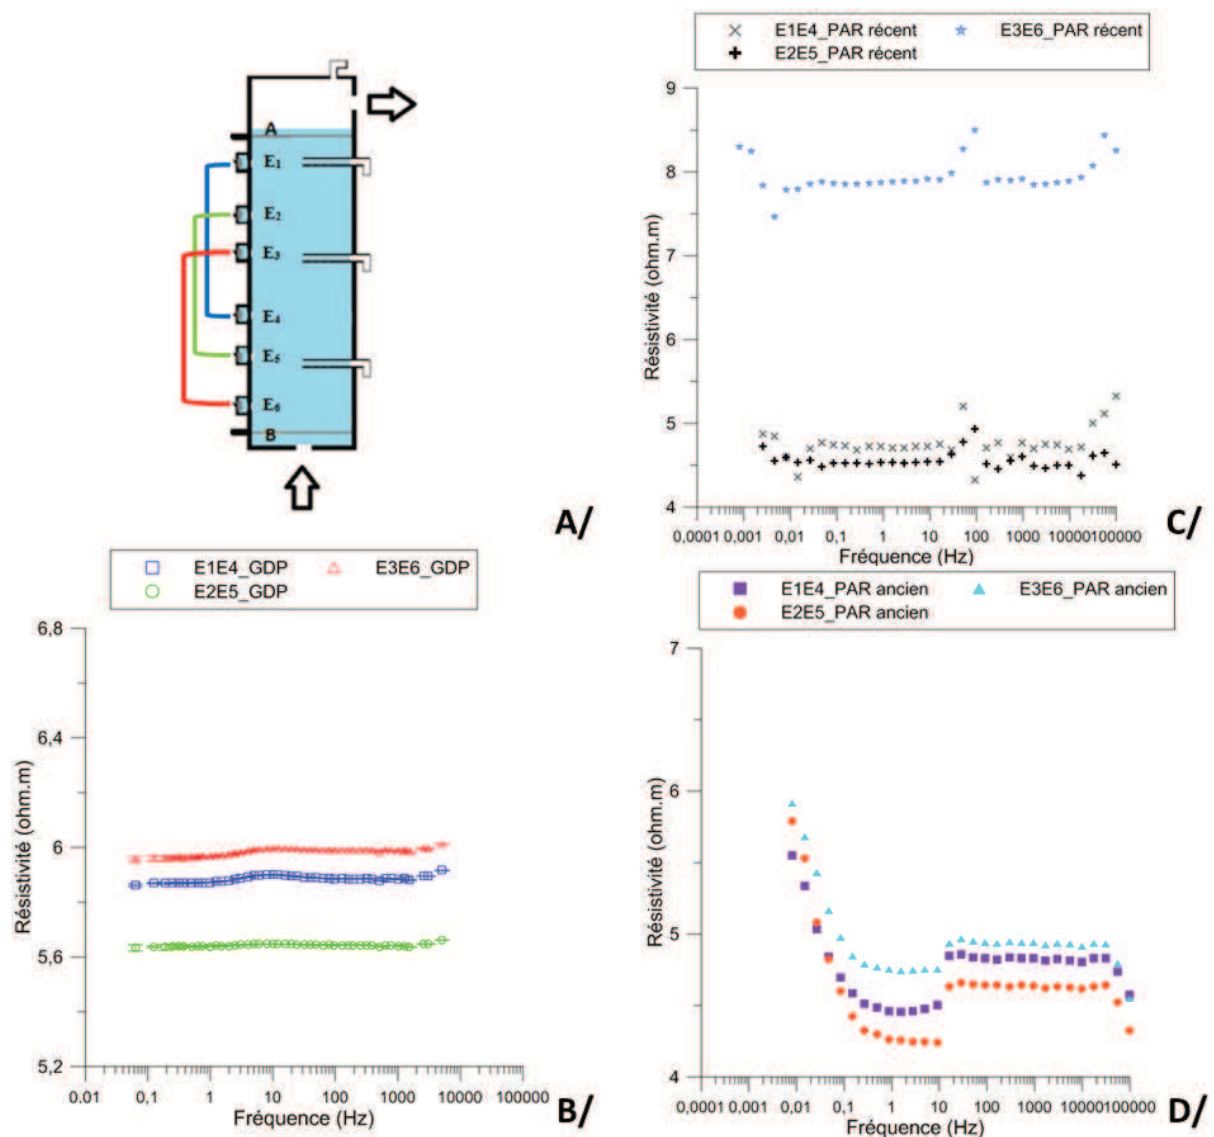 A
E1
E2
E3
E4
E5
E6
B
A/
E1E4_PAR récent
E3E6_PAR récent
E2E5_PAR récent
Résistivité (ohm.m)
9
8
7
6
5
4
0,0001 0,001 0,01 0,1 1 10 100 1000 10000 100000
Fréquence (Hz)
C/
E1E4_GDP
E3E6_GDP
E2E5_GDP
Résistivité (ohm.m)
6,8
6,4
6
5,6
5,2
0.01 0,1 1 10 100 1000 10000 100000
Fréquence (Hz)
B/
E1E4_PAR ancien
E3E6_PAR ancien
E2E5_PAR ancien
Résistivité (ohm.m)
7
6
5
4
0,0001 0,001 0,01 0,1 1 10 100 1000 10000 100000
Fréquence (Hz)
D/